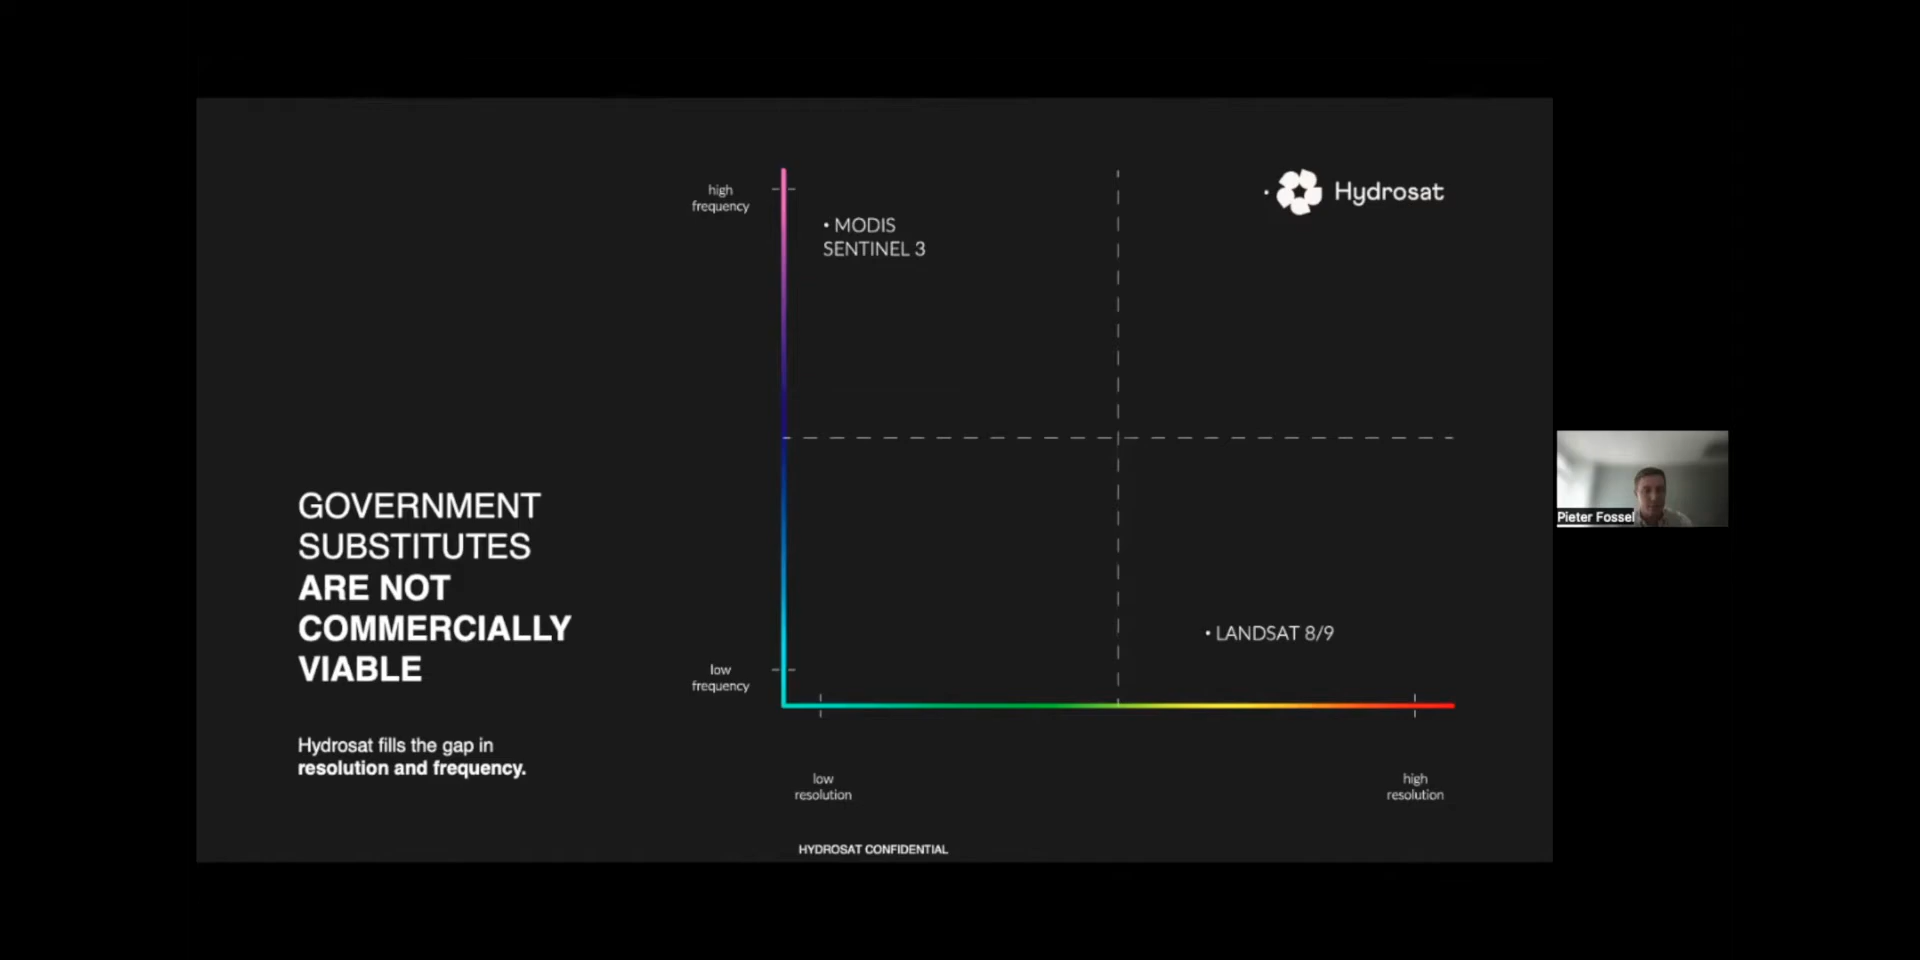 GOVERNMENT
SUBSTITUTES
ARE NOT
COMMERCIALLY
VIABLE
Hydrosat fills the gap in
resolution and frequency.
high
frequency
• MODIS
SENTINEL 3
• Hydrosat
• LANDSAT 8/9
low
frequency
low
resolution
high
resolution
HYDROSAT CONFIDENTIAL
Pieter Fossel